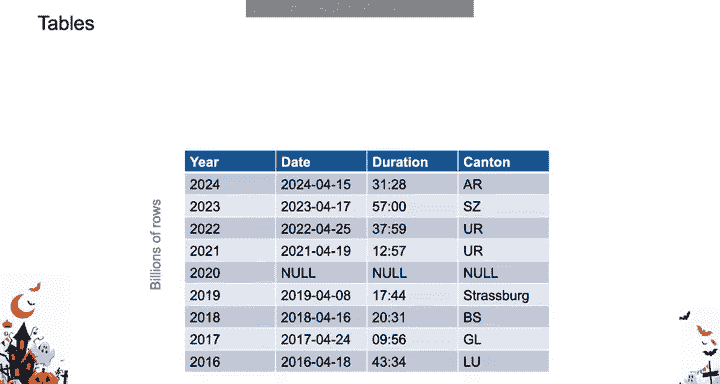 Tables
Billions of rows
Year Date Duration Canton
2024 2024-04-15 31:28 AR
2023 2023-04-17 57:00 SZ
2022 2022-04-25 37:59 UR
2021 2021-04-19 12:57 UR
2020 NULL NULL NULL
2019 2019-04-08 17:44 Strassburg
2018 2018-04-16 20:31 BS
2017 2017-04-24 09:56 GL
2016 2016-04-18 43:34 LU